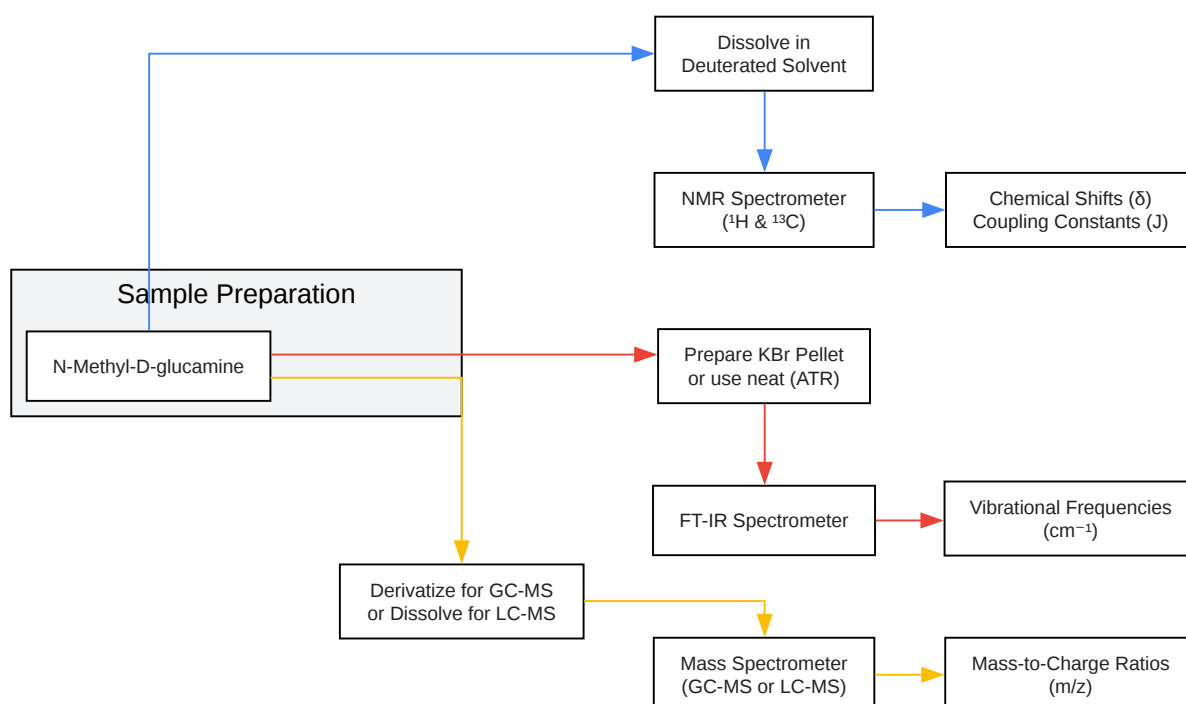 Dissolve in
Deuterated Solvent
NMR Spectrometer
(¹H & ¹³C)
Chemical Shifts (δ)
Coupling Constants (J)
Sample Preparation
N-Methyl-D-glucamine
Prepare KBr Pellet
or use neat (ATR)
FT-IR Spectrometer
Vibrational Frequencies
(cm⁻¹)
Derivatize for GC-MS
or Dissolve for LC-MS
Mass Spectrometer
(GC-MS or LC-MS)
Mass-to-Charge Ratios
(m/z)